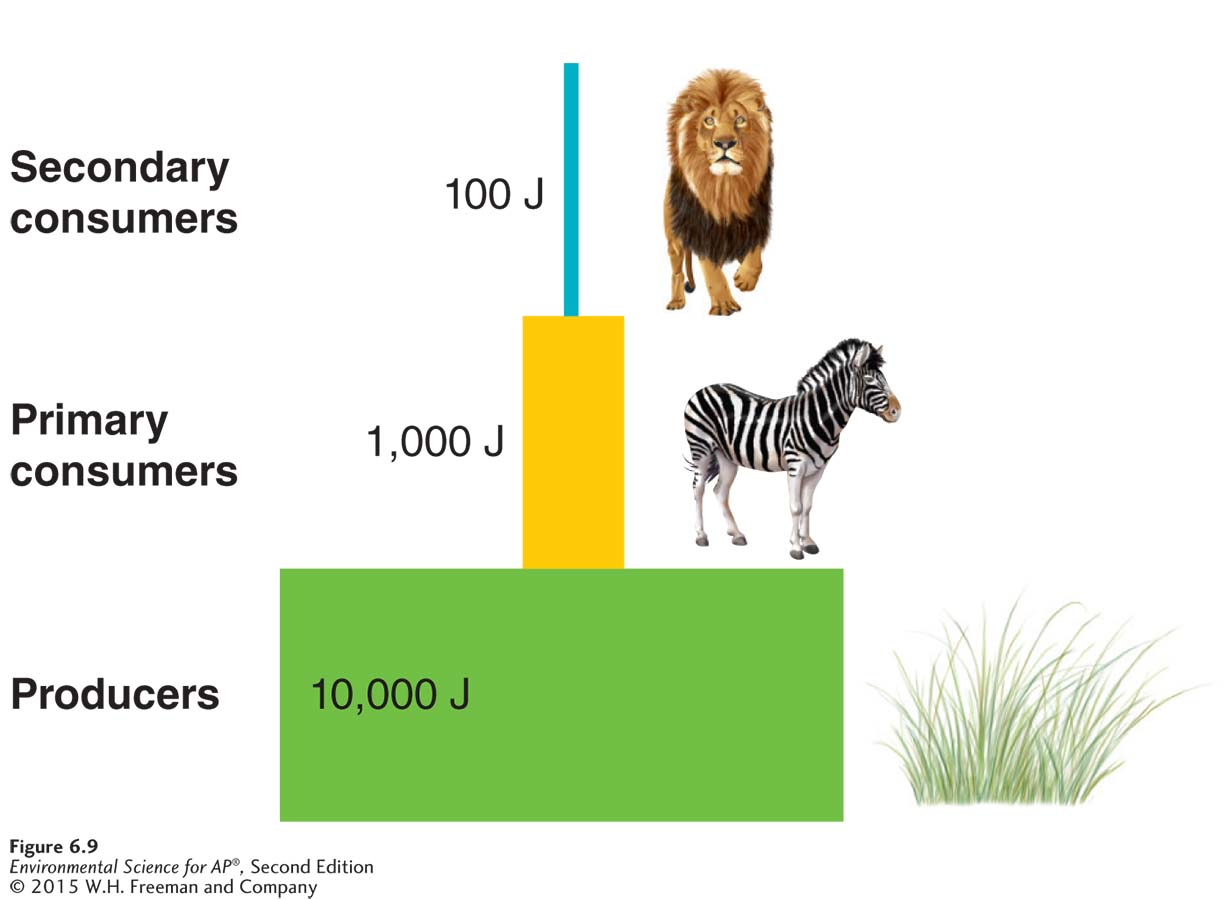 Secondary
consumers
100 J
Primary
consumers
1,000 J
Producers
10,000 J
Figure 6.9
Environmental Science for AP®, Second Edition
© 2015 W.H. Freeman and Company